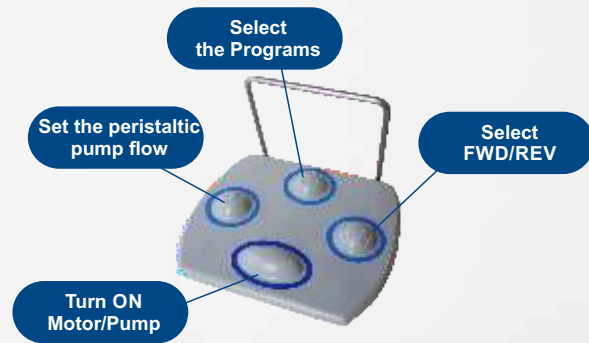 Select
the Programs
Set the peristaltic
pump flow
Select
FWD/REV
Turn ON
Motor/Pump